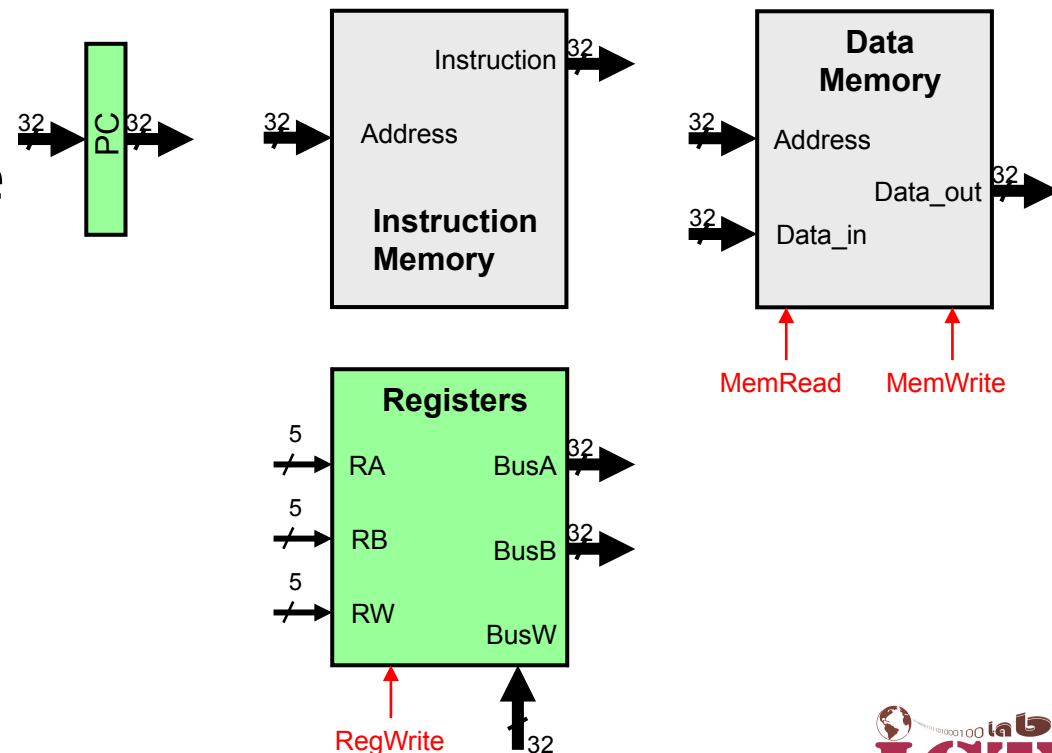 32
PC
32
32
Instruction
32
Address
Instruction
Memory
Data
Memory
32
Address
Data_out
32
32
Data_in
MemRead
MemWrite
Registers
5
RA
BusA
32
5
RB
BusB
32
5
RW
BusW
RegWrite
32
e